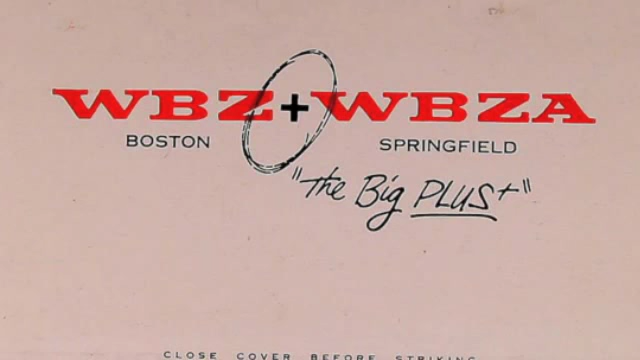 WBZ + WBZA
BOSTON SPRINGFIELD
"the Big PLUS+"
CLOSE COVER BEFORE STRIKING